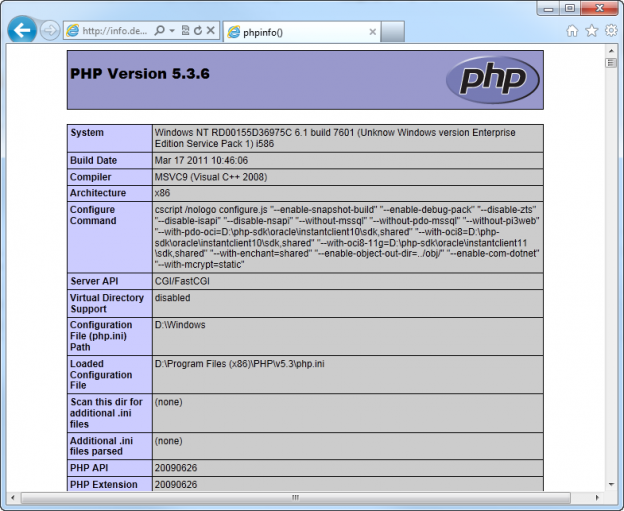 http://info.de...
phpinfo()
PHP Version 5.3.6
php
System
Windows NT RD00155D36975C 6.1 build 7601 (Unknow Windows version Enterprise
Edition Service Pack 1) i586
Build Date
Mar 17 2011 10:46:06
Compiler
MSVC9 (Visual C++ 2008)
Architecture
x86
Configure
Command
cscript /nologo configure.js "--enable-snapshot-build" "--enable-debug-pack" "--disable-zts"
"--disable-isapi" "--disable-nsapi" "--without-mssql" "--without-pdo-mssql" "--without-pi3web"
"--with-pdo-oci=D:\php-sdk\oracle\instantclient10\sdk,shared" "--with-oci8=D:\php-
sdk\oracle\instantclient10\sdk,shared" "--with-oci8-11g=D:\php-sdk\oracle\instantclient11
\sdk,shared" "--with-enchant=shared" "--enable-object-out-dir=../obj/" "--enable-com-dotnet"
"--with-mcrypt=static"
Server API
CGI/FastCGI
Virtual Directory
Support
disabled
Configuration
File (php.ini)
Path
D:\Windows
Loaded
Configuration
File
D:\Program Files (x86)\PHP\v5.3\php.ini
Scan this dir for
additional .ini
files
(none)
Additional .ini
files parsed
(none)
PHP API
20090626
PHP Extension
20090626